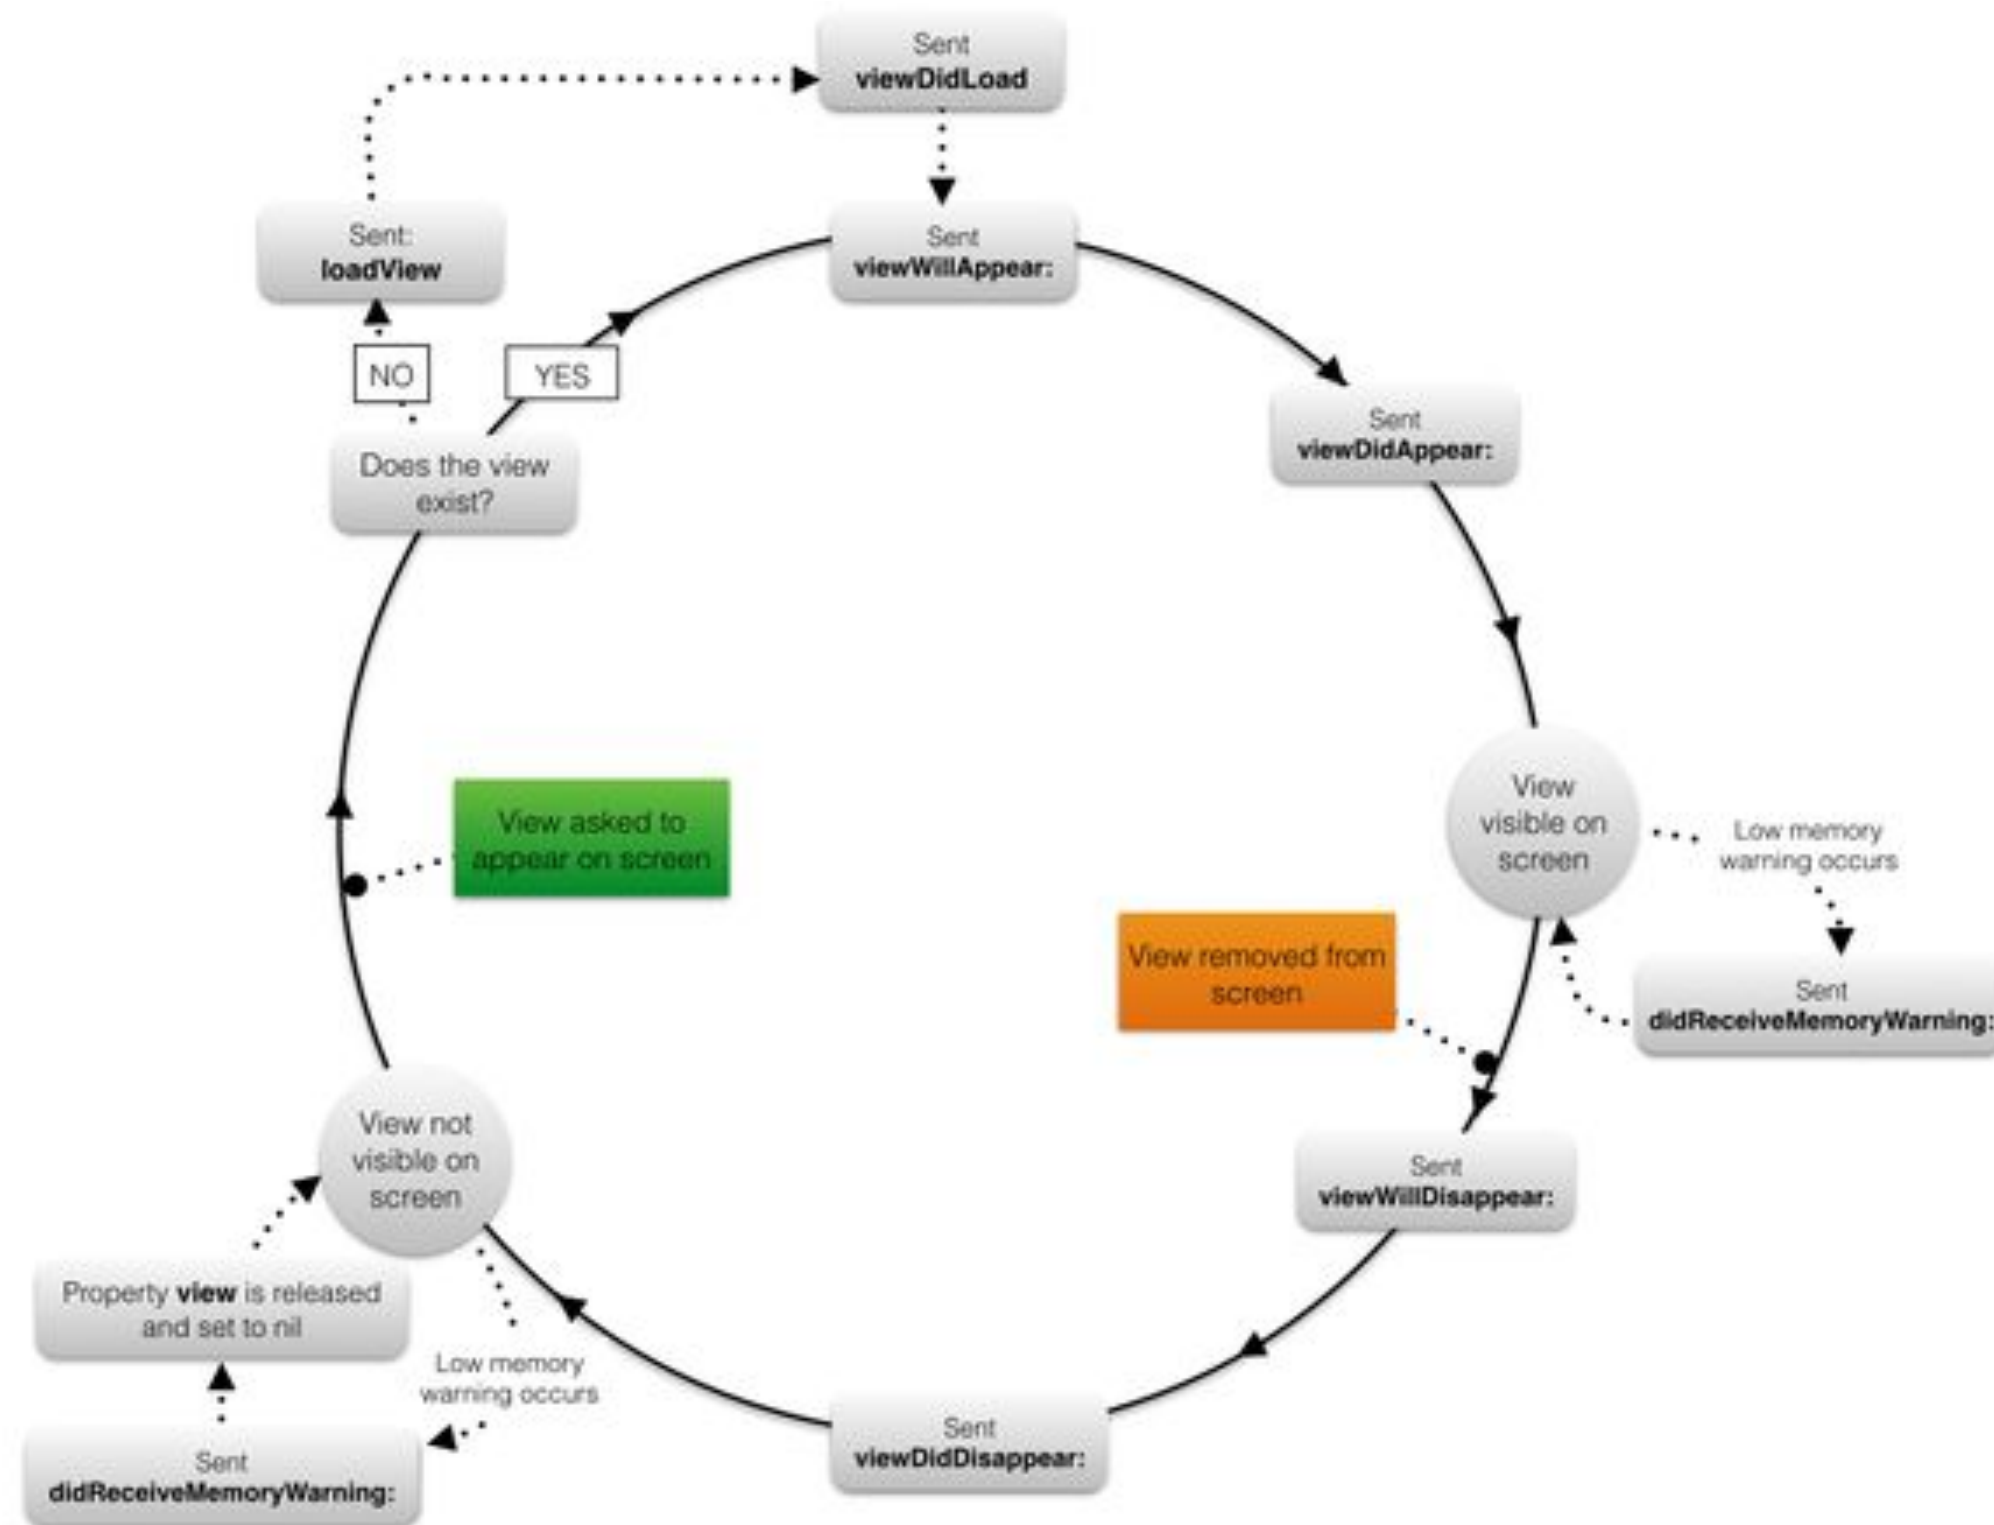 Sent
viewDidLoad
Sent:
loadView
Sent
viewWillAppear:
NO
YES
Sent
viewDidAppear:
Does the view
exist?
View
visible on
screen
Low memory
warning occurs
View asked to
appear on screen
View removed from
screen
Sent
didReceiveMemoryWarning:
View not
visible on
screen
Sent
viewWillDisappear:
Property view is released
and set to nil
Low memory
warning occurs
Sent
viewDidDisappear:
Sent
didReceiveMemoryWarning: